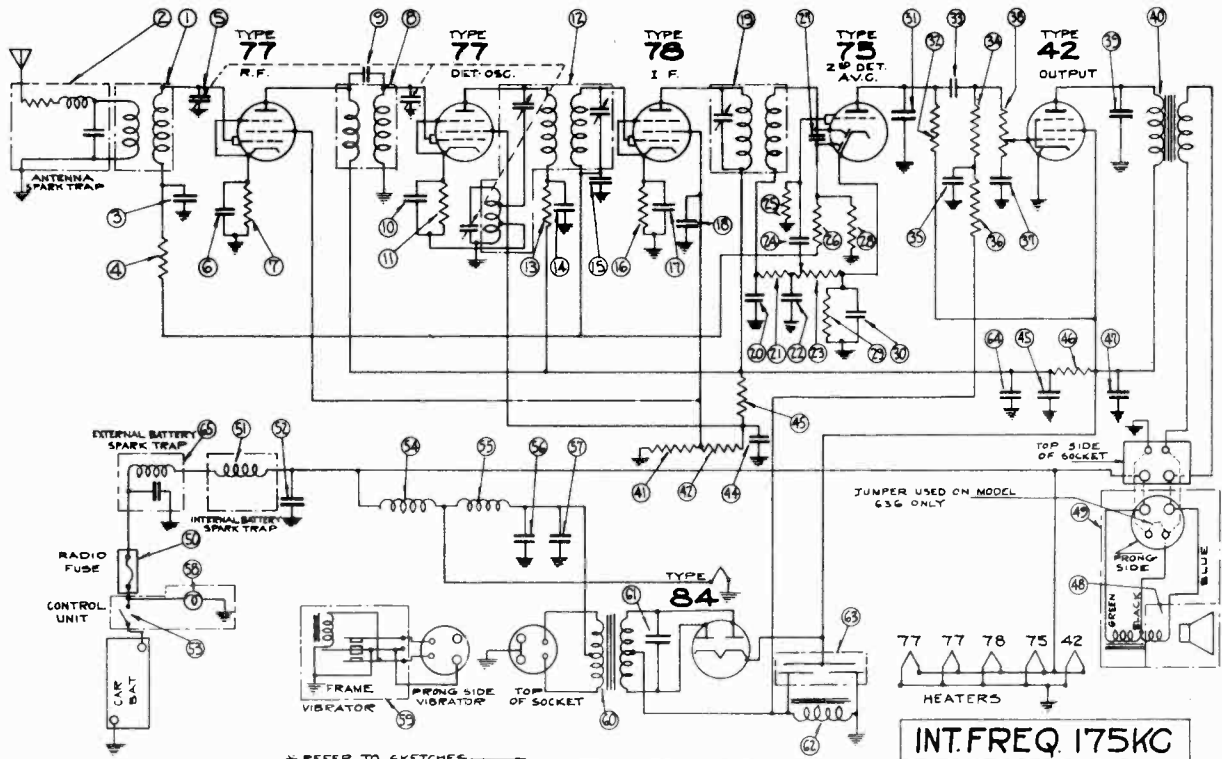 2 1 5 9 8 12 19 27 31 32 33 34 38 39 40
TYPE
77
R.F.
TYPE
77
DET-OSC.
TYPE
78
I F.
TYPE
75
2ND DET.
A.V.C.
TYPE
42
OUTPUT
ANTENNA
SPARK TRAP
3
4
6
7
10
11
13
14
15
16
17
18
25
24
26
28
20
21
22
23
29
30
35
36
37
64
45
46
47
45
41
42
44
EXTERNAL BATTERY
SPARK TRAP
65
51
52
INTERNAL BATTERY
SPARK TRAP
54
55
56
57
TOP SIDE
OF SOCKET
JUMPER USED ON MODEL
636 ONLY
49
PRONG
SIDE
BLUE
GREEN
BLACK
48
RADIO
FUSE
50
58
CONTROL
UNIT
53
CAR
BAT
TYPE
84
FRAME
VIBRATOR
59
PRONG SIDE
VIBRATOR
TOP
OF SOCKET
60
61
63
62
77 77 78 75 42
HEATERS
INT. FREQ. 175KC
* REFER TO SKETCHES